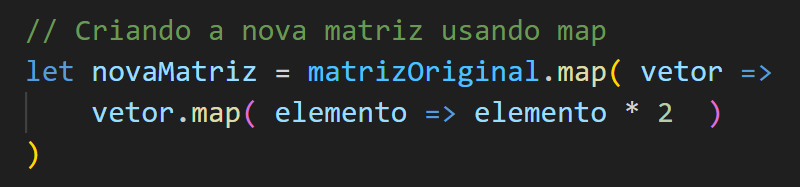 // Criando a nova matriz usando map
let novaMatriz = matrizOriginal.map( vetor =>
    vetor.map( elemento => elemento * 2  )
)